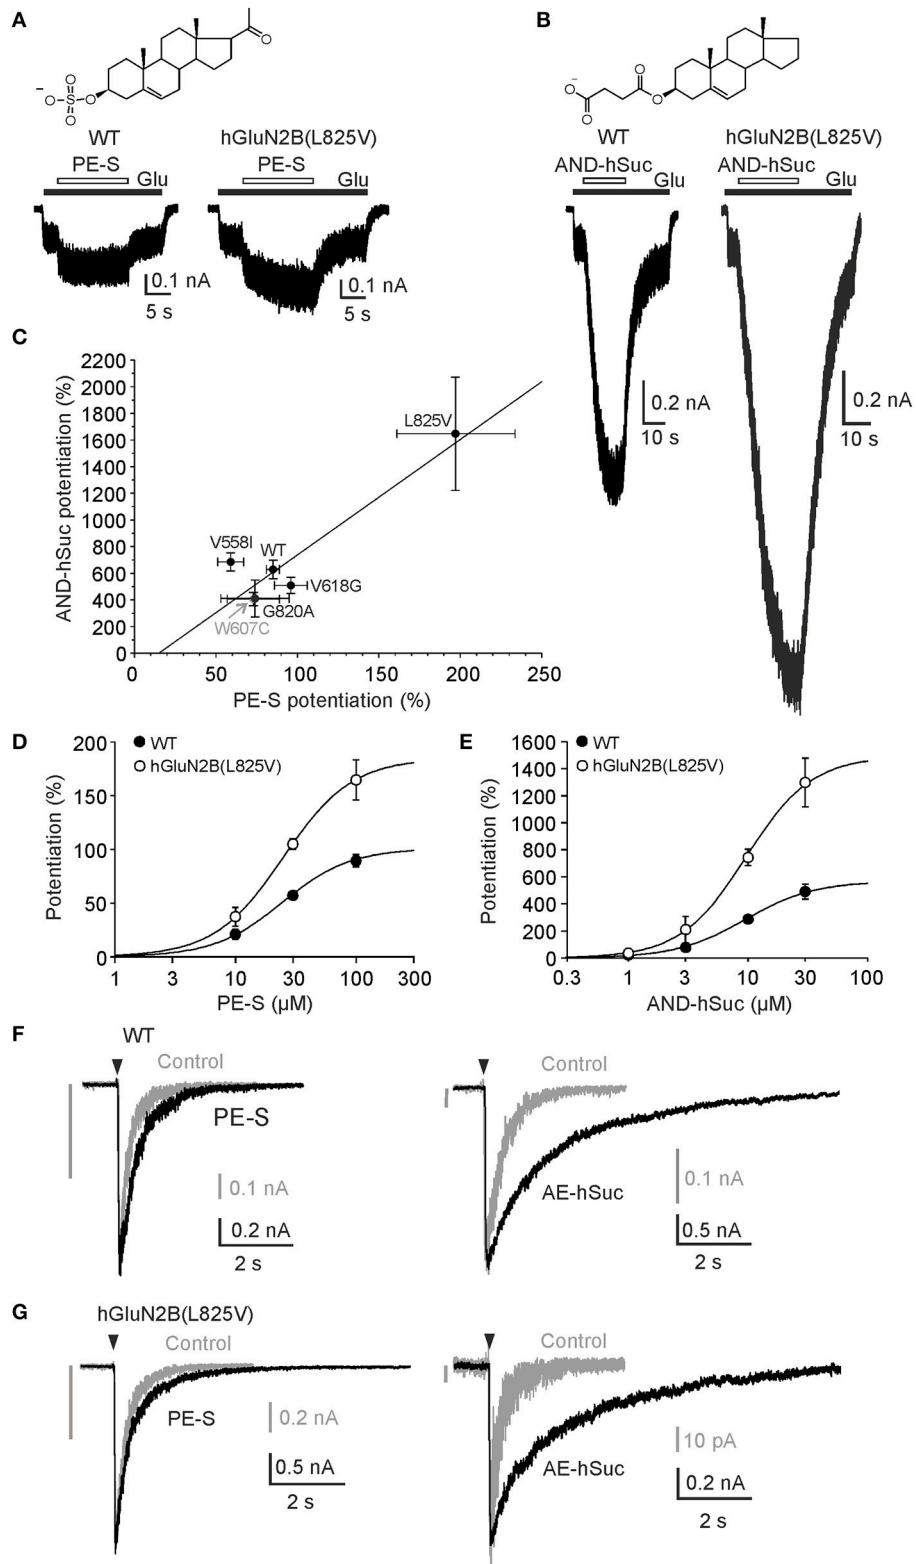 A
B
O
O
S
O
O
−
O
−
O
O
O
O
WT
hGluN2B(L825V)
PE-S
PE-S
Glu
Glu
0.1 nA
5 s
0.1 nA
5 s
WT
hGluN2B(L825V)
AND-hSuc
AND-hSuc
Glu
Glu
0.2 nA
10 s
0.2 nA
10 s
C
AND-hSuc potentiation (%)
2200
2000
1800
1600
1400
1200
1000
800
600
400
200
0
L825V
V558I
WT
V618G
G820A
W607C
0 50 100 150 200 250
PE-S potentiation (%)
D
WT
hGluN2B(L825V)
Potentiation (%)
200
150
100
50
0
1 3 10 30 100 300
PE-S (µM)
E
WT
hGluN2B(L825V)
Potentiation (%)
1600
1400
1200
1000
800
600
400
200
0
0.3 1 3 10 30 100
AND-hSuc (µM)
F
WT
Control
PE-S
0.1 nA
0.2 nA
2 s
Control
AE-hSuc
0.1 nA
0.5 nA
2 s
G
hGluN2B(L825V)
Control
PE-S
0.2 nA
0.5 nA
2 s
Control
AE-hSuc
10 pA
0.2 nA
2 s